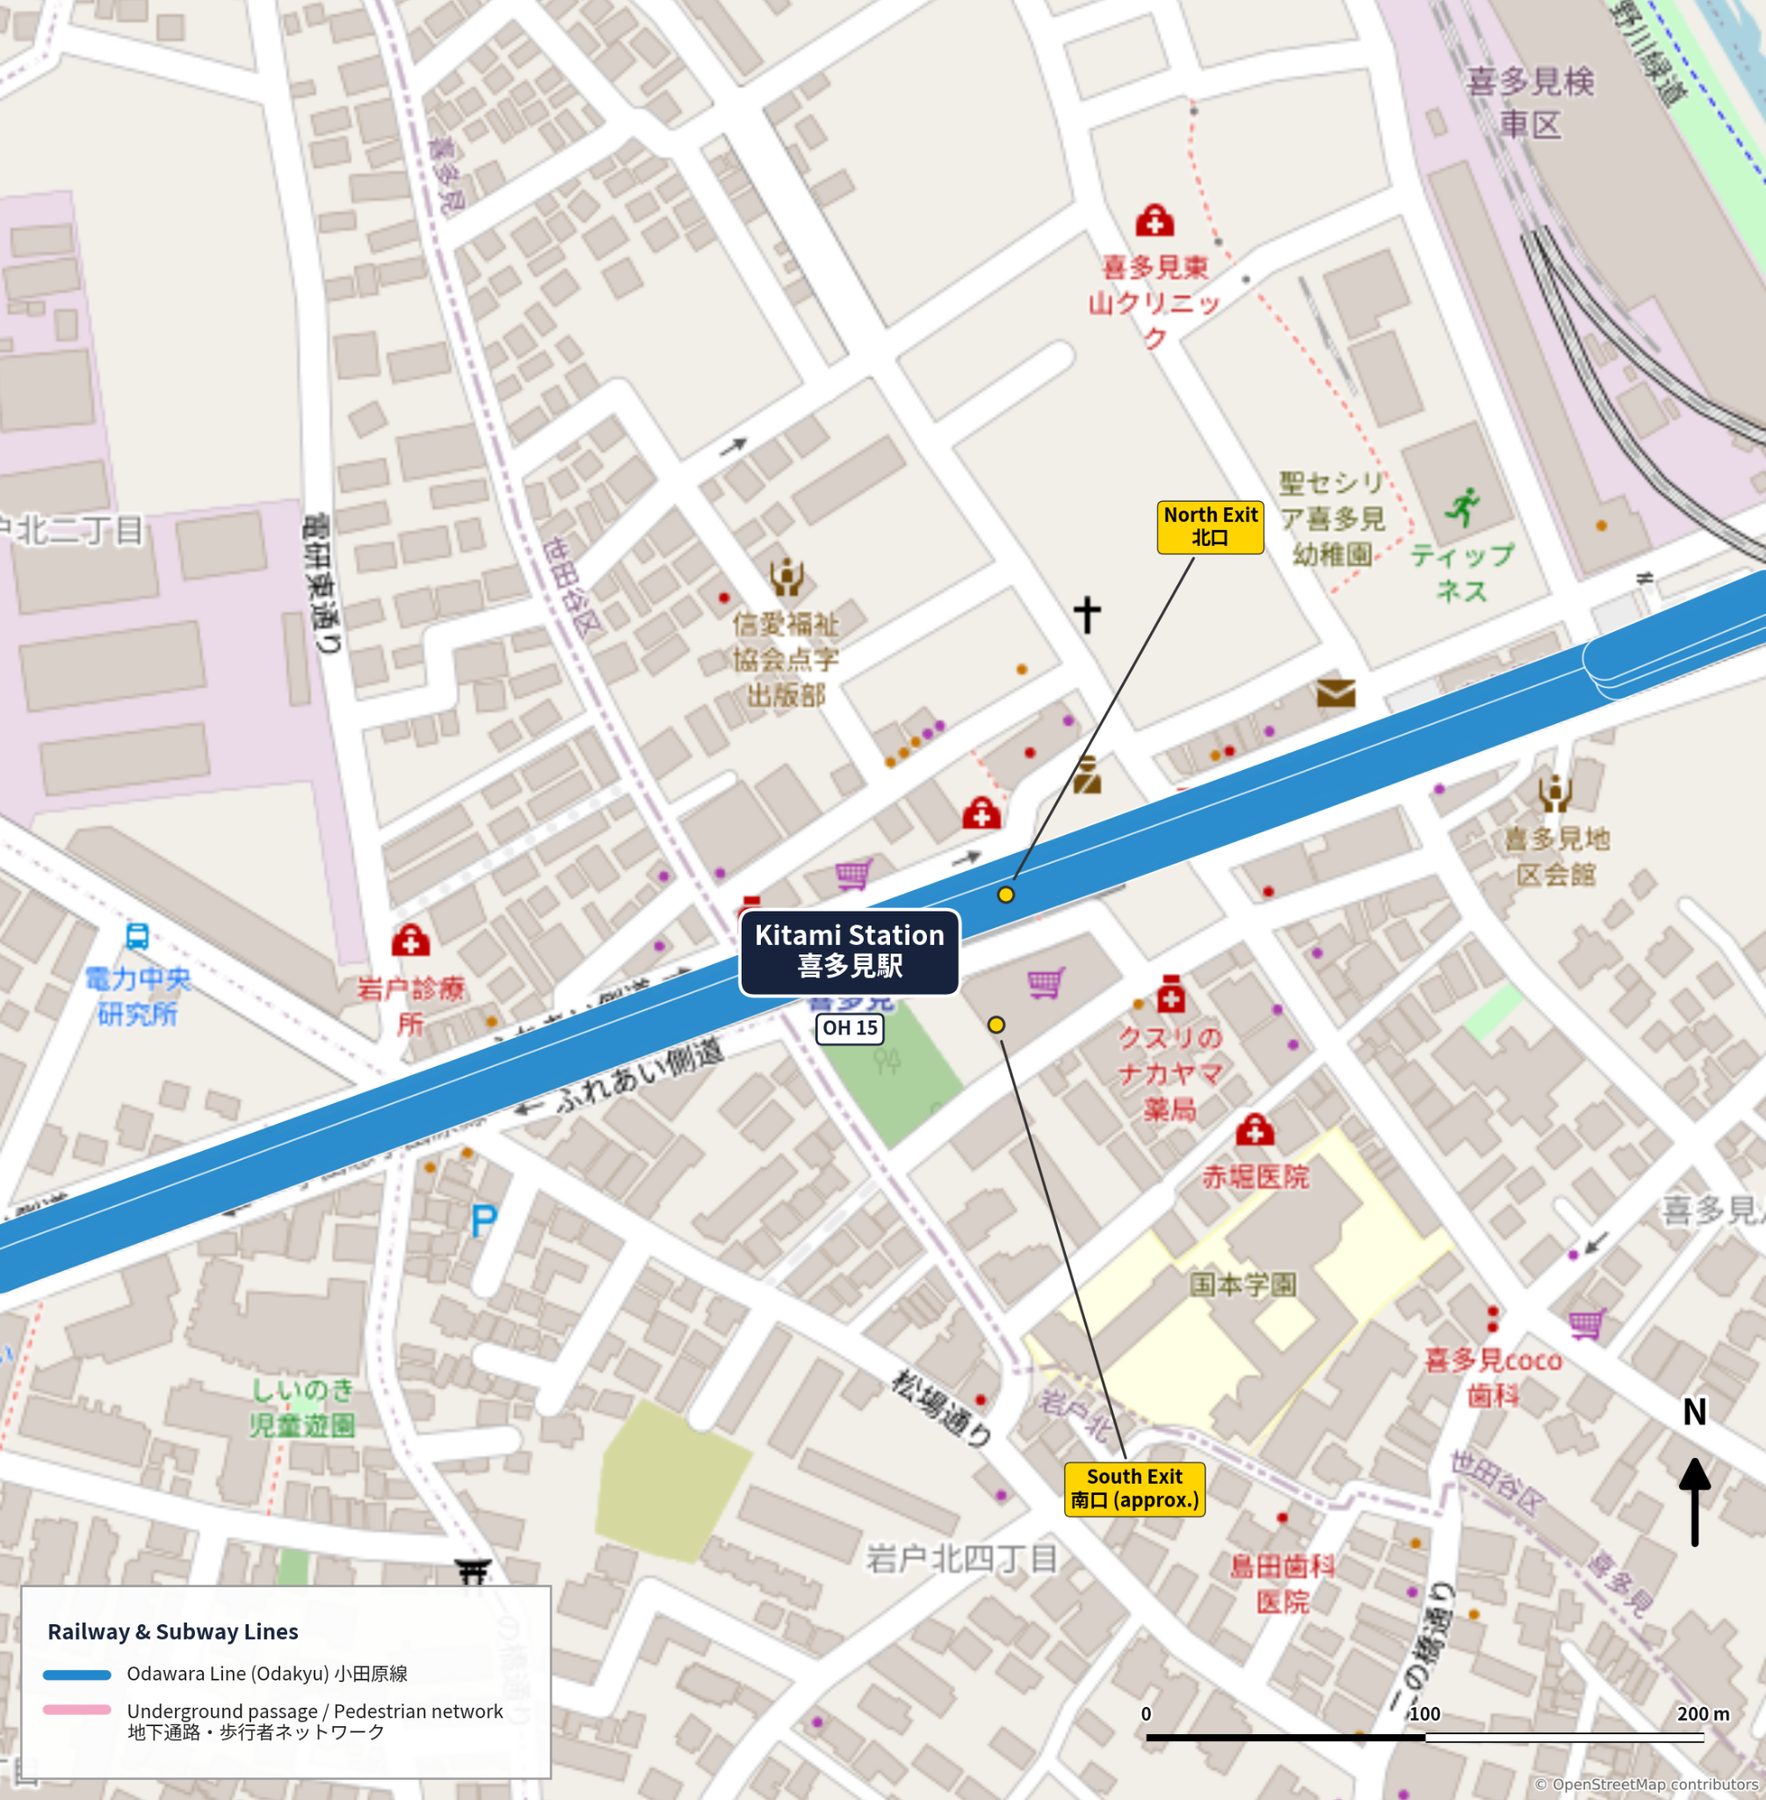 野川緑道
喜多見検
車区
喜多見
喜多見東
山クリニッ
ク
North Exit
北口
聖セシリ
ア喜多見
幼稚園
ティップ
ネス
電研東通り
世田谷区
信愛福祉
協会点字
出版部
喜多見地
区会館
Kitami Station
喜多見駅
喜多見
OH 15
電力中央
研究所
岩戸診療
所
ふれあい側道
クスリの
ナカヤマ
薬局
赤堀医院
P
国本学園
喜多見coco
歯科
しいのき
児童遊園
松場通り
岩戸北
世田谷区
South Exit
南口 (approx.)
N
岩戸北四丁目
島田歯科
医院
喜多見
一の橋通り
Railway & Subway Lines
Odawara Line (Odakyu) 小田原線
Underground passage / Pedestrian network
地下通路・歩行者ネットワーク
0 100 200 m
© OpenStreetMap contributors